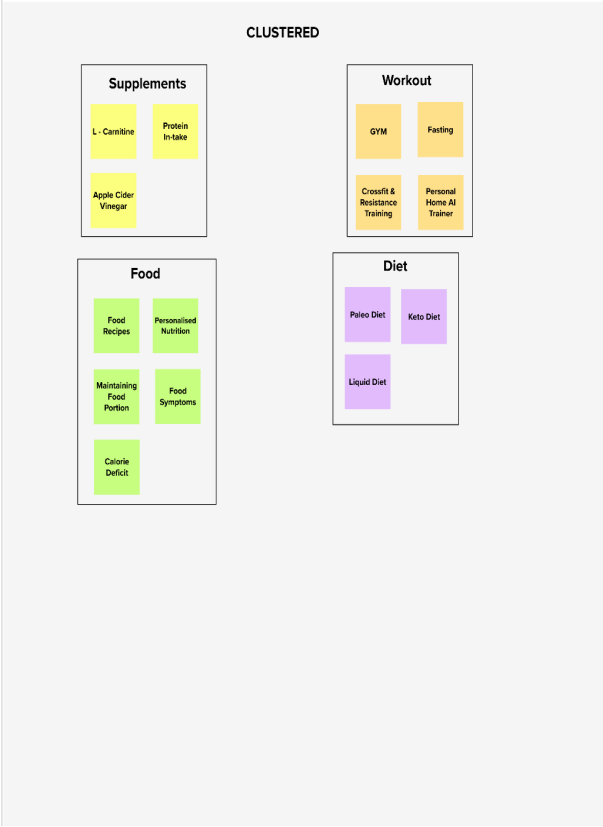 CLUSTERED
Supplements
L - Carnitine
Protein
In-take
Apple Cider
Vinegar
Workout
GYM
Fasting
Crossfit &
Resistance
Training
Personal
Home AI
Trainer
Food
Food
Recipes
Personalised
Nutrition
Maintaining
Food
Portion
Food
Symptoms
Calorie
Deficit
Diet
Paleo Diet
Keto Diet
Liquid Diet